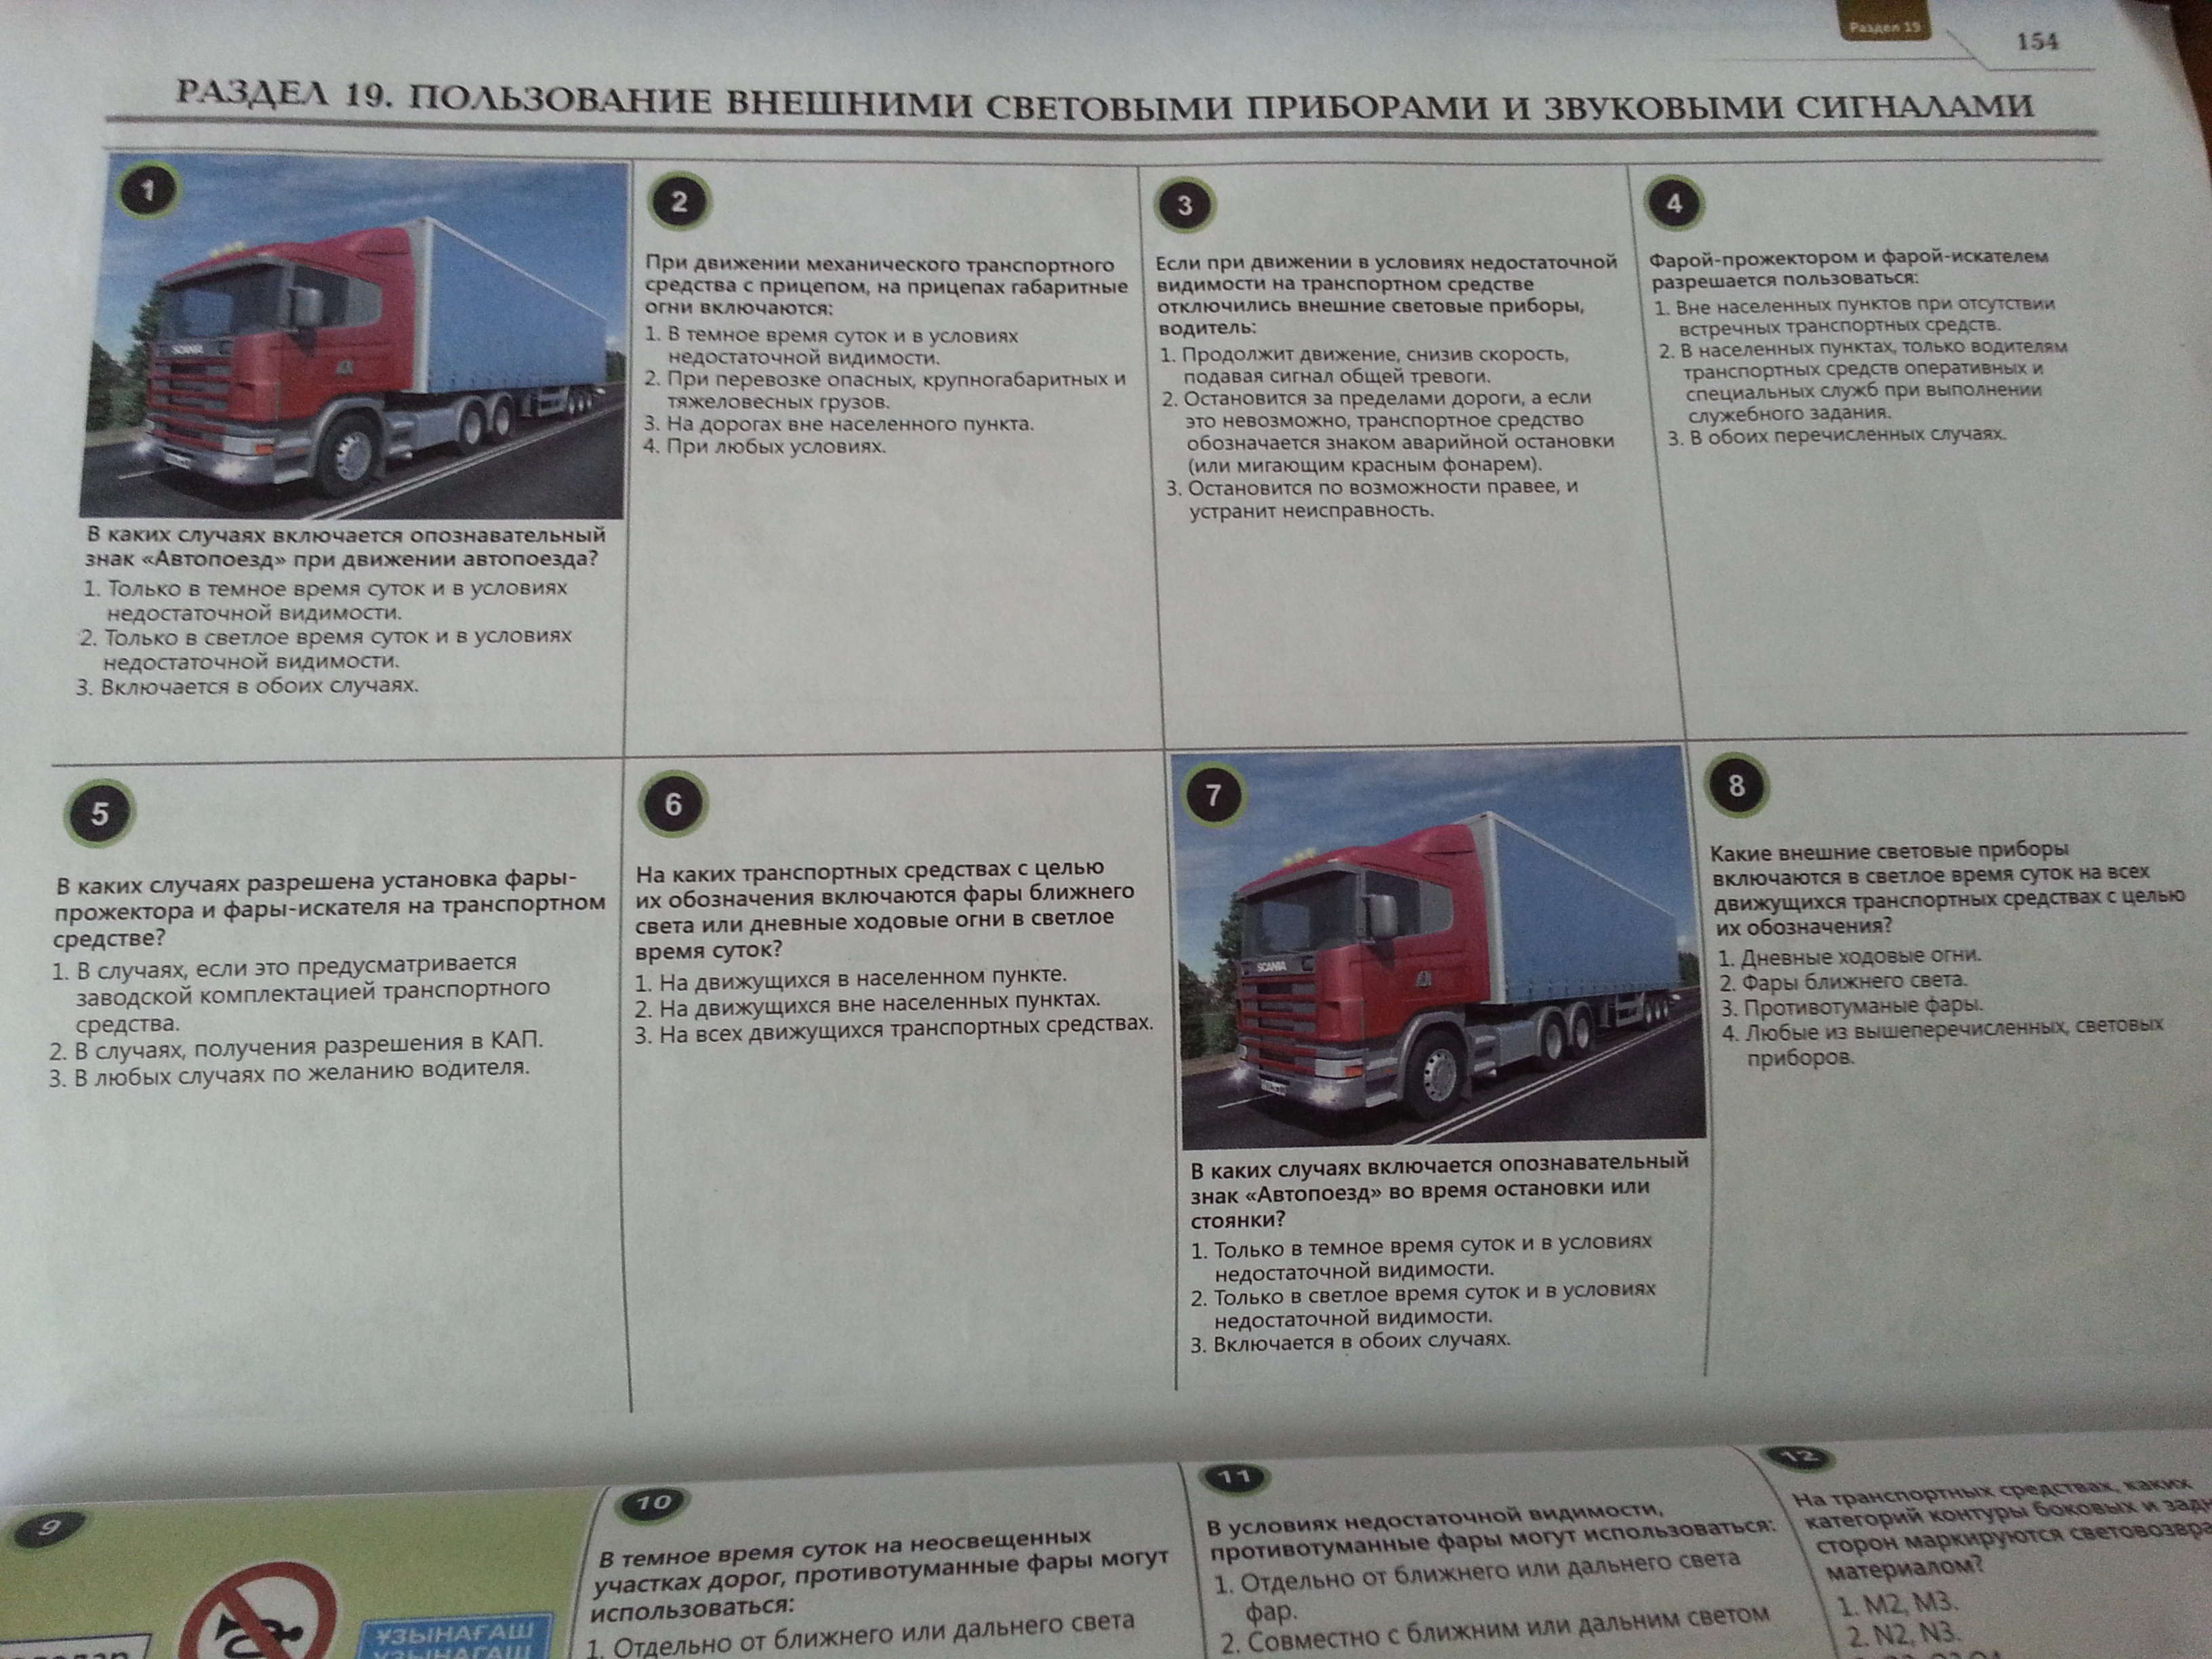 Раздел 19
154
РАЗДЕЛ 19. ПОЛЬЗОВАНИЕ ВНЕШНИМИ СВЕТОВЫМИ ПРИБОРАМИ И ЗВУКОВЫМИ СИГНАЛАМИ
1
SCANIA
В каких случаях включается опознавательный
знак «Автопоезд» при движении автопоезда?
1. Только в темное время суток и в условиях
недостаточной видимости.
2. Только в светлое время суток и в условиях
недостаточной видимости.
3. Включается в обоих случаях.
2
При движении механического транспортного
средства с прицепом, на прицепах габаритные
огни включаются:
1. В темное время суток и в условиях
недостаточной видимости.
2. При перевозке опасных, крупногабаритных и
тяжеловесных грузов.
3. На дорогах вне населенного пункта.
4. При любых условиях.
3
Если при движении в условиях недостаточной
видимости на транспортном средстве
отключились внешние световые приборы,
водитель:
1. Продолжит движение, снизив скорость,
подавая сигнал общей тревоги.
2. Остановится за пределами дороги, а если
это невозможно, транспортное средство
обозначается знаком аварийной остановки
(или мигающим красным фонарем).
3. Остановится по возможности правее, и
устранит неисправность.
4
Фарой-прожектором и фарой-искателем
разрешается пользоваться:
1. Вне населенных пунктов при отсутствии
встречных транспортных средств.
2. В населенных пунктах, только водителям
транспортных средств оперативных и
специальных служб при выполнении
служебного задания.
3. В обоих перечисленных случаях.
5
В каких случаях разрешена установка фары-
прожектора и фары-искателя на транспортном
средстве?
1. В случаях, если это предусматривается
заводской комплектацией транспортного
средства.
2. В случаях, получения разрешения в КАП.
3. В любых случаях по желанию водителя.
6
На каких транспортных средствах с целью
их обозначения включаются фары ближнего
света или дневные ходовые огни в светлое
время суток?
1. На движущихся в населенном пункте.
2. На движущихся вне населенных пунктах.
3. На всех движущихся транспортных средствах.
7
SCANIA
В каких случаях включается опознавательный
знак «Автопоезд» во время остановки или
стоянки?
1. Только в темное время суток и в условиях
недостаточной видимости.
2. Только в светлое время суток и в условиях
недостаточной видимости.
3. Включается в обоих случаях.
8
Какие внешние световые приборы
включаются в светлое время суток на всех
движущихся транспортных средствах с целью
их обозначения?
1. Дневные ходовые огни.
2. Фары ближнего света.
3. Противотуманые фары.
4. Любые из вышеперечисленных, световых
приборов.
9
ҰЗЫНАҒАШ
10
В темное время суток на неосвещенных
участках дорог, противотуманные фары могут
использоваться:
1. Отдельно от ближнего или дальнего света
11
В условиях недостаточной видимости,
противотуманные фары могут использоваться:
1. Отдельно от ближнего или дальнего света
фар.
2. Совместно с ближним или дальним светом
12
На транспортных средствах, каких
категорий контуры боковых и
сторон маркируются
материалом?
1. M2, M3.
2. N2, N3.